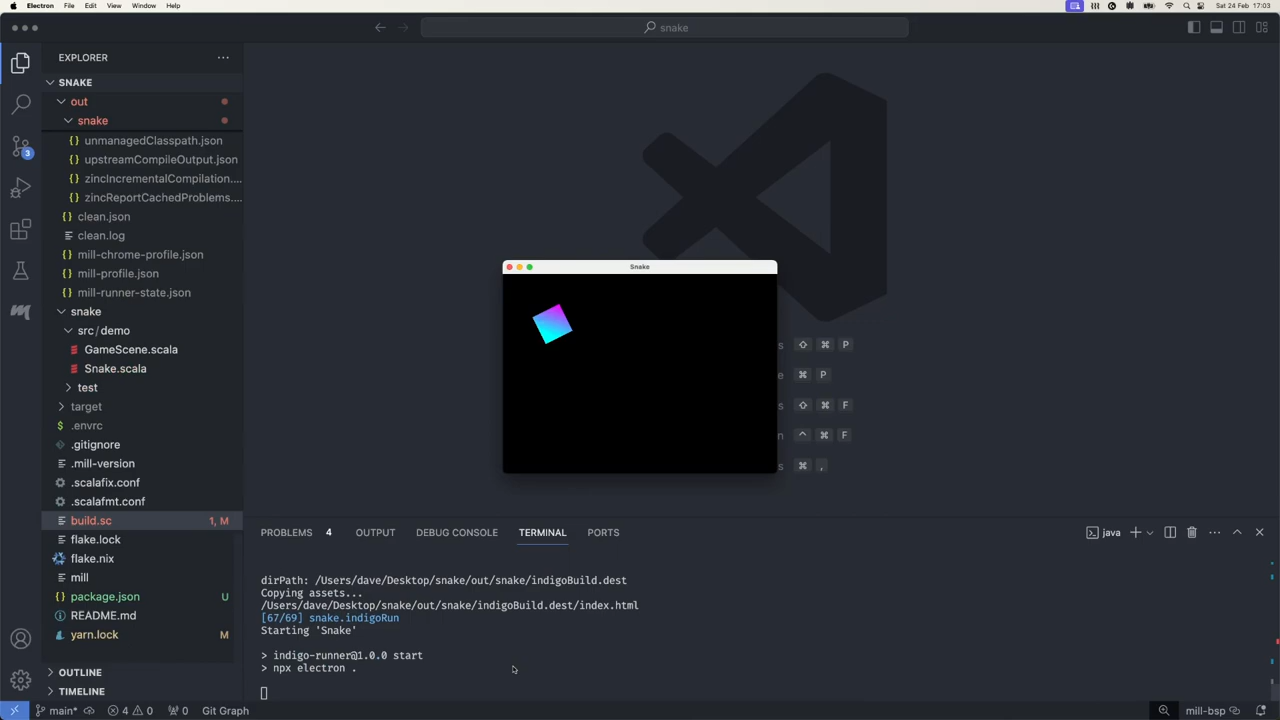 Electron File Edit View Window Help
Sat 24 Feb 17:03
snake
EXPLORER
SNAKE
out
snake
unmanagedClasspath.json
upstreamCompileOutput.json
zincIncrementalCompilation....
zincReportCachedProblems....
clean.json
clean.log
mill-chrome-profile.json
mill-profile.json
mill-runner-state.json
snake
src/demo
GameScene.scala
Snake.scala
test
target
.envrc
.gitignore
.mill-version
.scalafix.conf
.scalafmt.conf
build.sc 1, M
flake.lock
flake.nix
mill
package.json U
README.md
yarn.lock M
OUTLINE
TIMELINE
3
Snake
s ⇧ ⌘ P
e ⌘ P
s ⇧ ⌘ F
n ^ ⌘ F
s ⌘ ,
PROBLEMS 4 OUTPUT DEBUG CONSOLE TERMINAL PORTS
java
dirPath: /Users/dave/Desktop/snake/out/snake/indigoBuild.dest
Copying assets...
/Users/dave/Desktop/snake/out/snake/indigoBuild.dest/index.html
[67/69] snake.indigoRun
Starting 'Snake'
> indigo-runner@1.0.0 start
> npx electron .
main* 4 0 0 Git Graph
mill-bsp